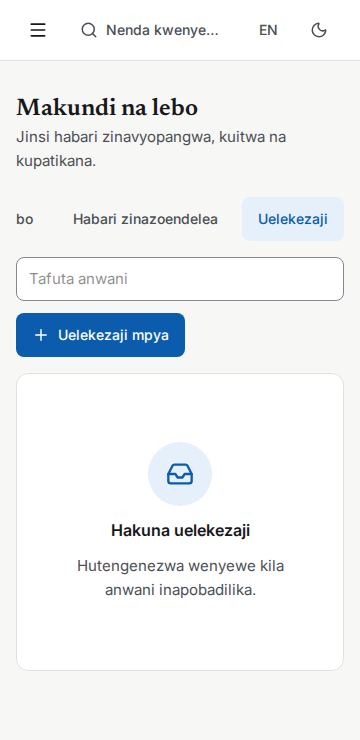 Nenda kwenye...
EN
Makundi na lebo
Jinsi habari zinavyopangwa, kuitwa na
kupatikana.
bo
Habari zinazoendelea
Uelekezaji
Tafuta anwani
Uelekezaji mpya
Hakuna uelekezaji
Hutengenezwa wenyewe kila
anwani inapobadilika.